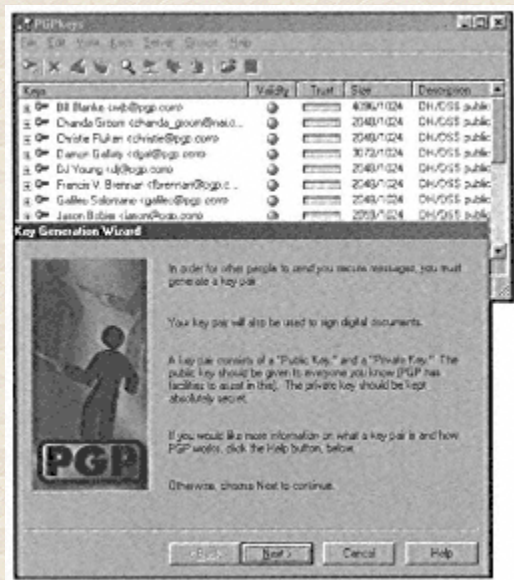 PGPkeys
File Edit View Keys Server Groups Help
Keys Validity Trust Size Description
Bill Blanke <wjb@pgp.com> 4096/1024 DH/DSS public
Chanda Groom <chanda_groom@nai.c... 2048/1024 DH/DSS public
Christie Fluken <christie@pgp.com> 2048/1024 DH/DSS public
Damon Gallaty <dgal@pgp.com> 3072/1024 DH/DSS public
DJ Young <dj@pgp.com> 2048/1024 DH/DSS public
Francis V. Brennan <fbrennan@pgp.c... 2048/1024 DH/DSS public
Galileo Salomano <galileo@pgp.com> 2048/1024 DH/DSS public
Jason Bobier <jason@pgp.com> 2059/1024 DH/DSS public
Key Generation Wizard
In order for other people to send you secure messages, you must
generate a key pair.
Your key pair will also be used to sign digital documents.
A key pair consists of a "Public Key," and a "Private Key." The
public key should be given to everyone you know (PGP has
facilities to assist in this). The private key should be kept
absolutely secret.
If you would like more information on what a key pair is and how
PGP works, click the Help button, below.
Otherwise, choose Next to continue.
PGP
< Back Next > Cancel Help